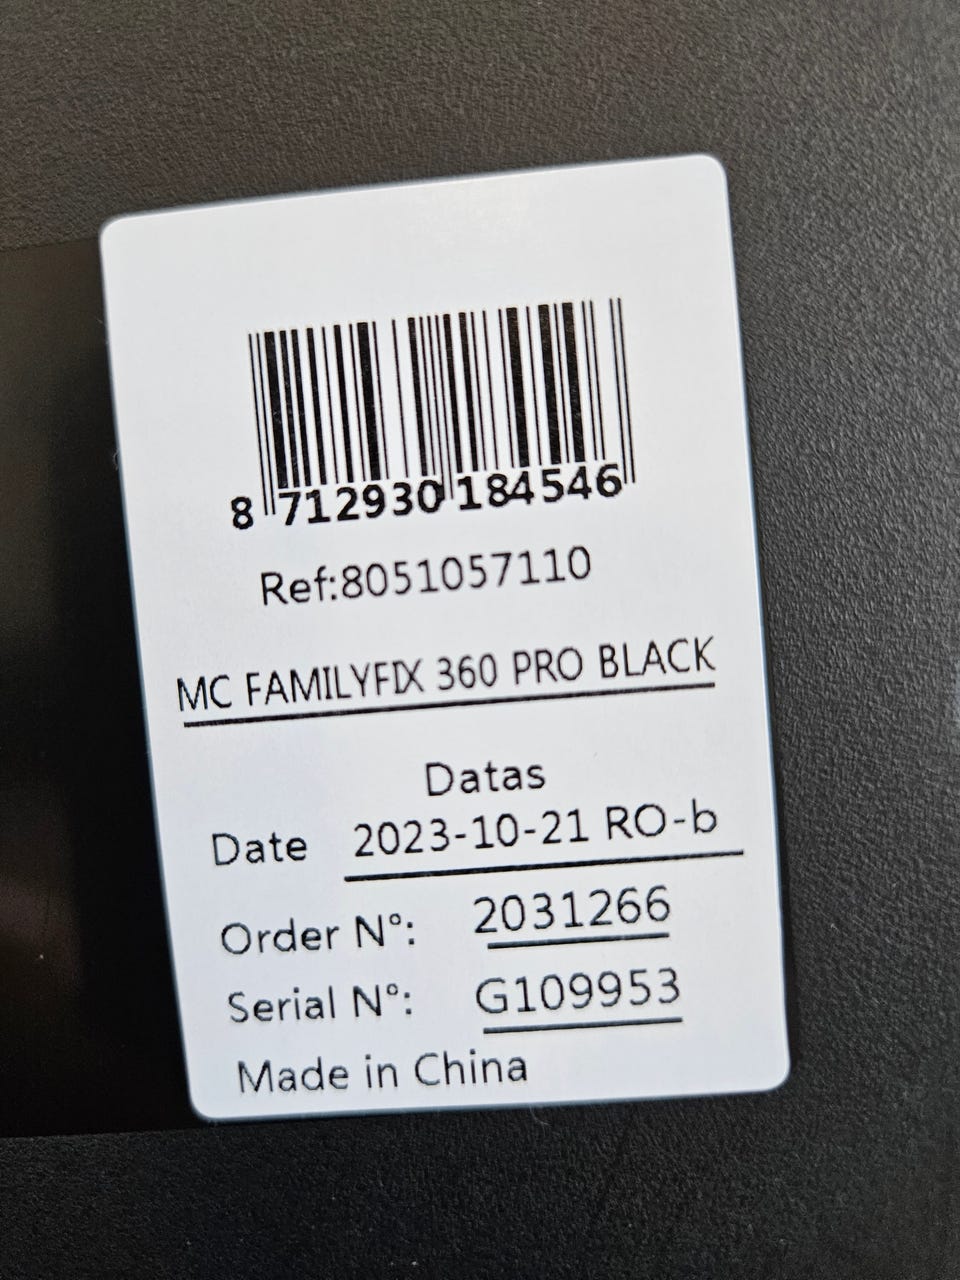 8 712930 184546
Ref:8051057110
MC FAMILYFIX 360 PRO BLACK
Datas
Date 2023-10-21 RO-b
Order N°: 2031266
Serial N°: G109953
Made in China